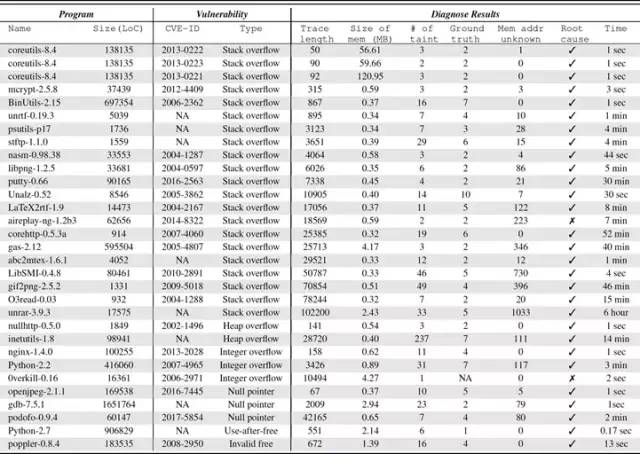 Program Vulnerability Diagnose Results
Name Size(LoC) CVE-ID Type Trace length Size of mem (MB) # of taint Ground truth Mem addr unknown Root cause Time
coreutils-8.4 138135 2013-0222 Stack overflow 50 56.61 3 2 1 ✓ 1 sec
coreutils-8.4 138135 2013-0223 Stack overflow 90 59.66 2 2 0 ✓ 1 sec
coreutils-8.4 138135 2013-0221 Stack overflow 92 120.95 3 2 0 ✓ 1 sec
mcrypt-2.5.8 37439 2012-4409 Stack overflow 315 0.59 3 2 3 ✓ 3 sec
BinUtils-2.15 697354 2006-2362 Stack overflow 867 0.37 16 7 0 ✓ 1 sec
unrtf-0.19.3 5039 NA Stack overflow 895 0.34 7 4 10 ✓ 1 min
psutils-p17 1736 NA Stack overflow 3123 0.34 7 3 28 ✓ 4 min
stftp-1.1.0 1559 NA Stack overflow 3651 0.39 29 6 15 ✓ 4 min
nasm-0.98.38 33553 2004-1287 Stack overflow 4064 0.58 3 2 4 ✓ 44 sec
libpng-1.2.5 33681 2004-0597 Stack overflow 6026 0.35 6 2 86 ✓ 5 min
putty-0.66 90165 2016-2563 Stack overflow 7338 0.45 4 2 21 ✓ 30 min
Unalz-0.52 8546 2005-3862 Stack overflow 10905 0.40 14 10 7 ✓ 30 sec
LaTeX2rtf-1.9 14473 2004-2167 Stack overflow 17056 0.37 11 5 122 ✓ 8 min
aireplay-ng-1.2b3 62656 2014-8322 Stack overflow 18569 0.59 2 2 223 ✗ 7 min
corehttp-0.5.3a 914 2007-4060 Stack overflow 25385 0.32 19 6 0 ✓ 52 min
gas-2.12 595504 2005-4807 Stack overflow 25713 4.17 3 2 346 ✓ 40 min
abc2mtex-1.6.1 4052 NA Stack overflow 29521 0.33 12 2 12 ✓ 1 min
LibSMI-0.4.8 80461 2010-2891 Stack overflow 50787 0.33 46 5 730 ✓ 4 sec
gif2png-2.5.2 1331 2009-5018 Stack overflow 70854 0.51 49 4 396 ✓ 46 min
O3read-0.03 932 2004-1288 Stack overflow 78244 0.32 7 2 20 ✓ 15 min
unrar-3.9.3 17575 NA Stack overflow 102200 2.43 33 5 1033 ✓ 6 hour
nullhttp-0.5.0 1849 2002-1496 Heap overflow 141 0.54 3 2 0 ✓ 1 sec
inetutils-1.8 98941 NA Heap overflow 28720 0.40 237 7 111 ✓ 14 min
nginx-1.4.0 100255 2013-2028 Integer overflow 158 0.62 11 4 0 ✓ 1 sec
Python-2.2 416060 2007-4965 Integer overflow 3426 0.89 31 7 117 ✓ 3 min
0verkill-0.16 16361 2006-2971 Integer overflow 10494 4.27 1 NA 0 ✗ 2 sec
openjpeg-2.1.1 169538 2016-7445 Null pointer 67 0.37 10 5 5 ✓ 1 sec
gdb-7.5.1 1651764 NA Null pointer 2009 2.94 23 2 79 ✓ 1sec
podofo-0.9.4 60147 2017-5854 Null pointer 42165 0.65 7 4 80 ✓ 2 min
Python-2.7 906829 NA Use-after-free 551 2.14 6 1 0 ✓ 0.17 sec
poppler-0.8.4 183535 2008-2950 Invalid free 672 1.39 16 4 0 ✓ 13 sec